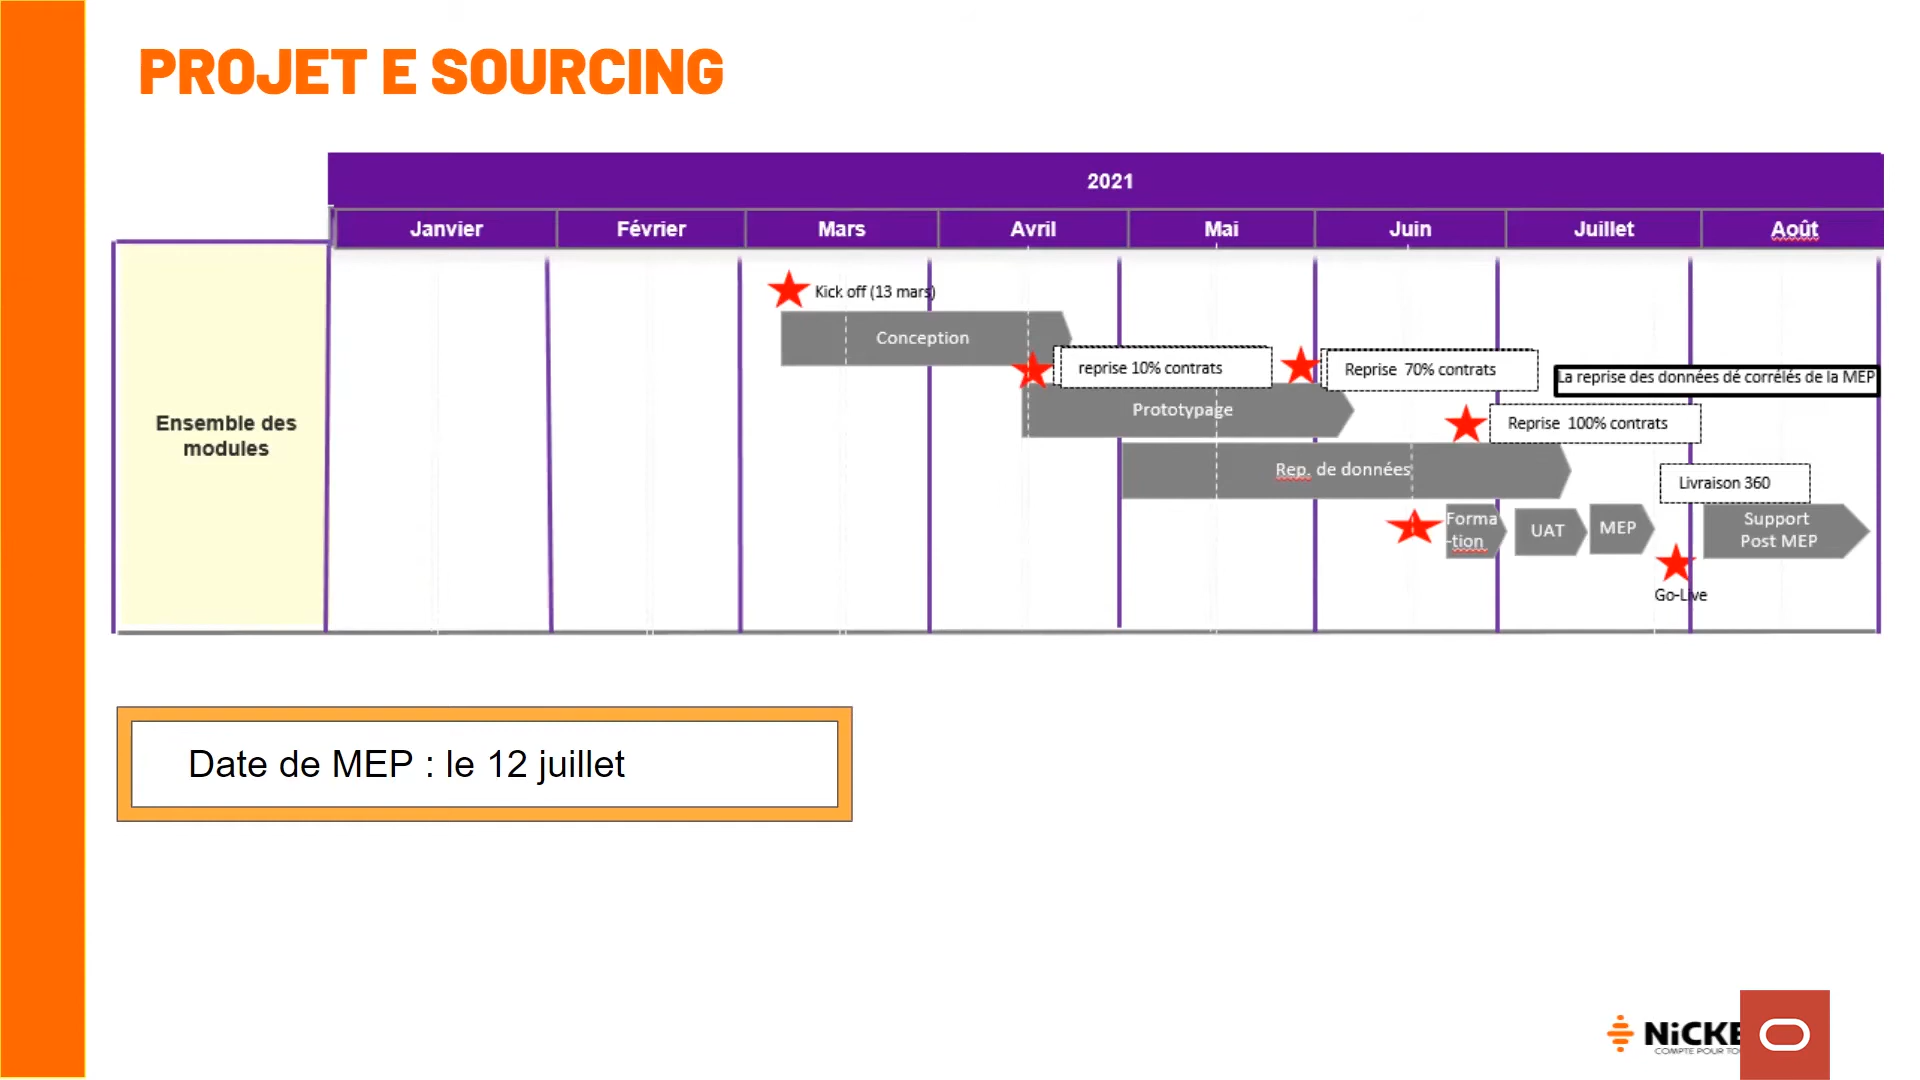 PROJET E SOURCING
2021
Janvier Février Mars Avril Mai Juin Juillet Août
Ensemble des
modules
Kick off (13 mars)
Conception
reprise 10% contrats
Reprise 70% contrats
La reprise des données dé corrélés de la MEP
Prototypage
Reprise 100% contrats
Rep. de données
Livraison 360
Forma
-tion
UAT
MEP
Support
Post MEP
Go-Live
Date de MEP : le 12 juillet
NiCKE
COMPTE POUR TO